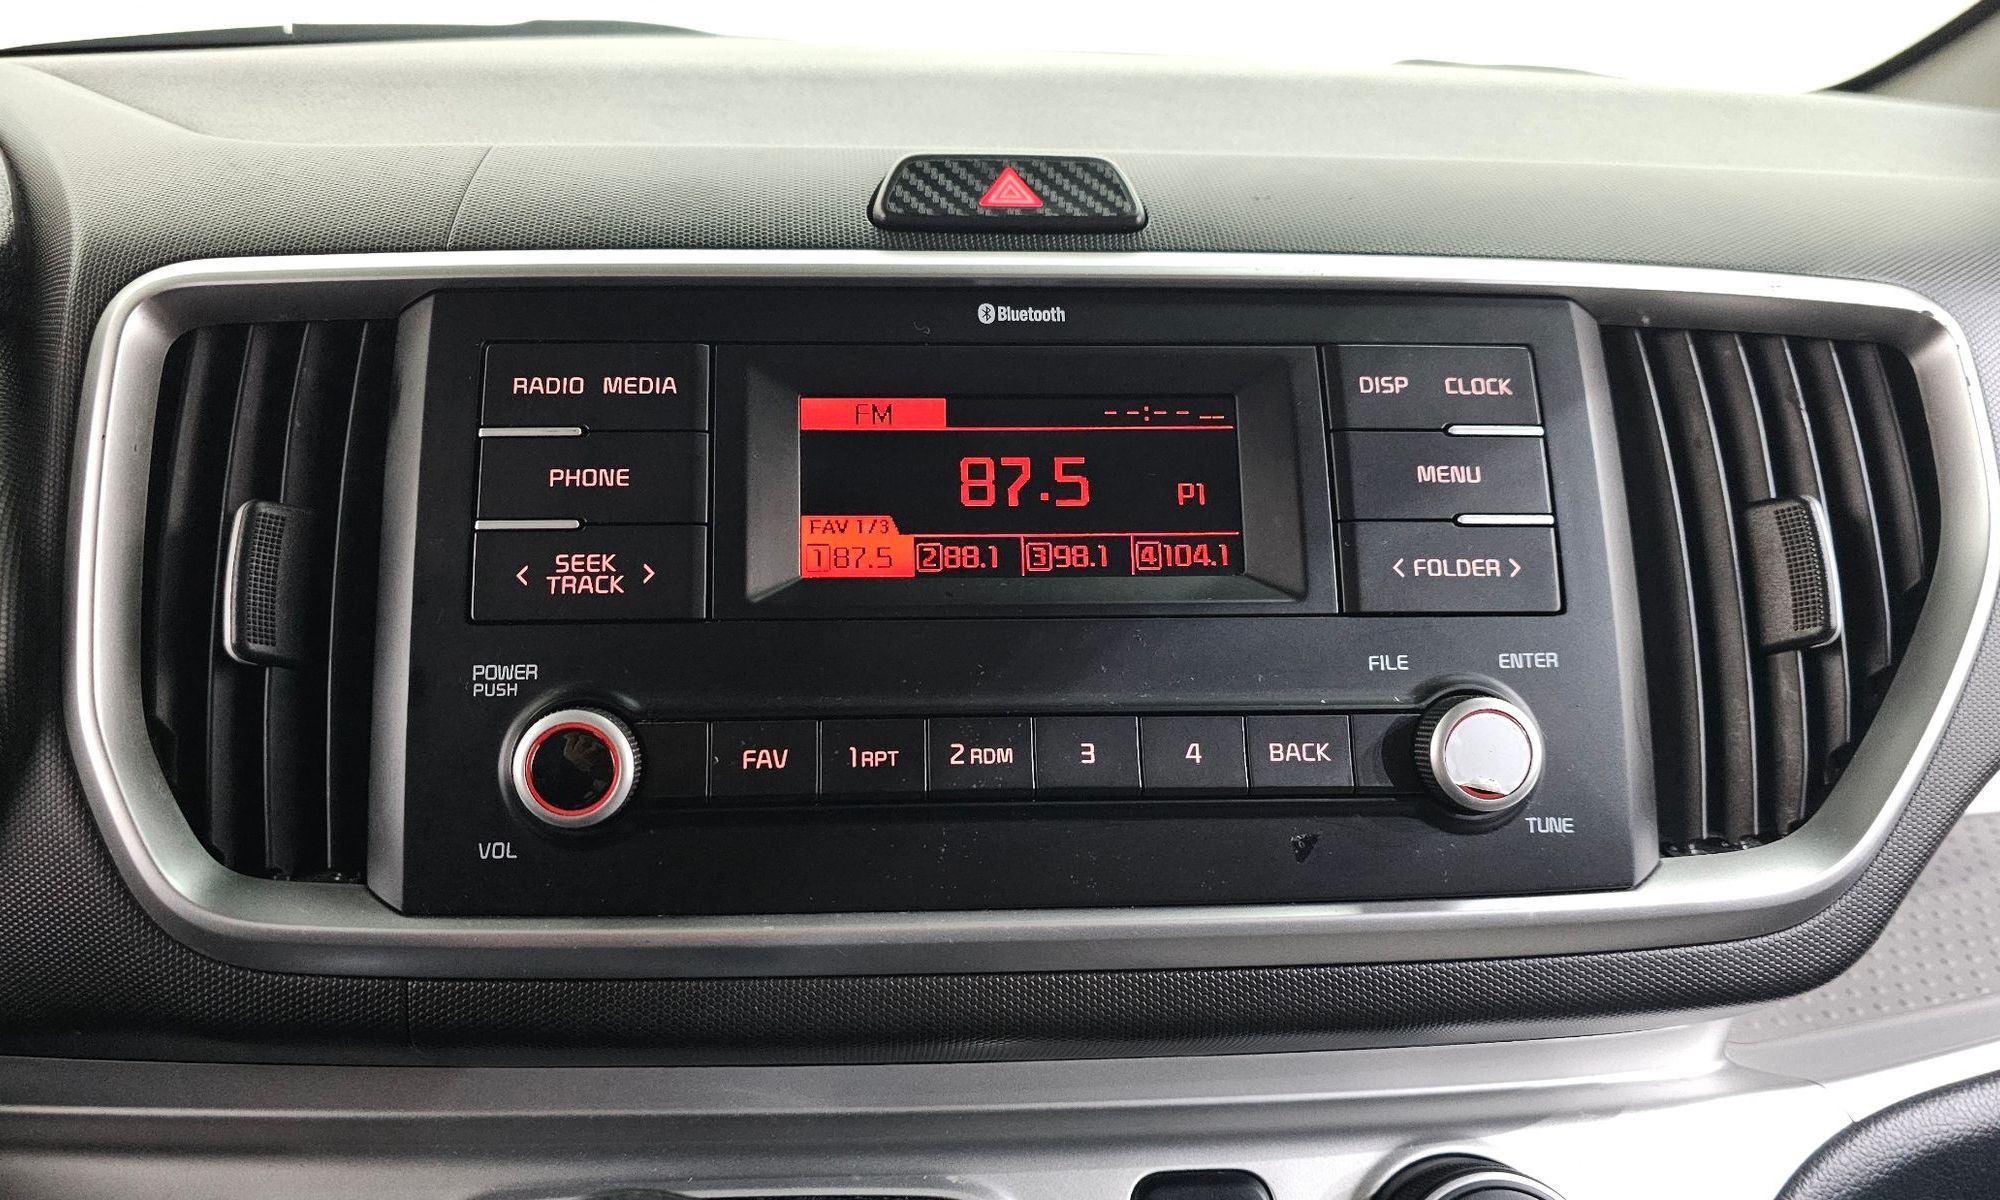 Bluetooth
RADIO MEDIA
PHONE
< SEEK >
TRACK
FM --:-- --
87.5 P1
FAV 1/3
1 87.5 2 88.1 3 98.1 4 104.1
DISP CLOCK
MENU
< FOLDER >
POWER
PUSH
VOL
FAV 1 RPT 2 RDM 3 4 BACK
FILE ENTER
TUNE